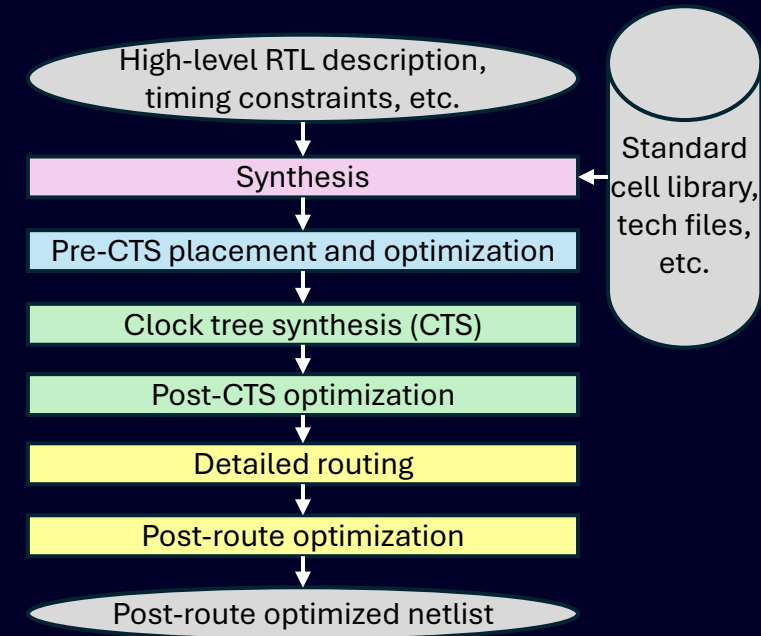 High-level RTL description,
timing constraints, etc.
Standard
cell library,
tech files,
etc.
Synthesis
Pre-CTS placement and optimization
Clock tree synthesis (CTS)
Post-CTS optimization
Detailed routing
Post-route optimization
Post-route optimized netlist